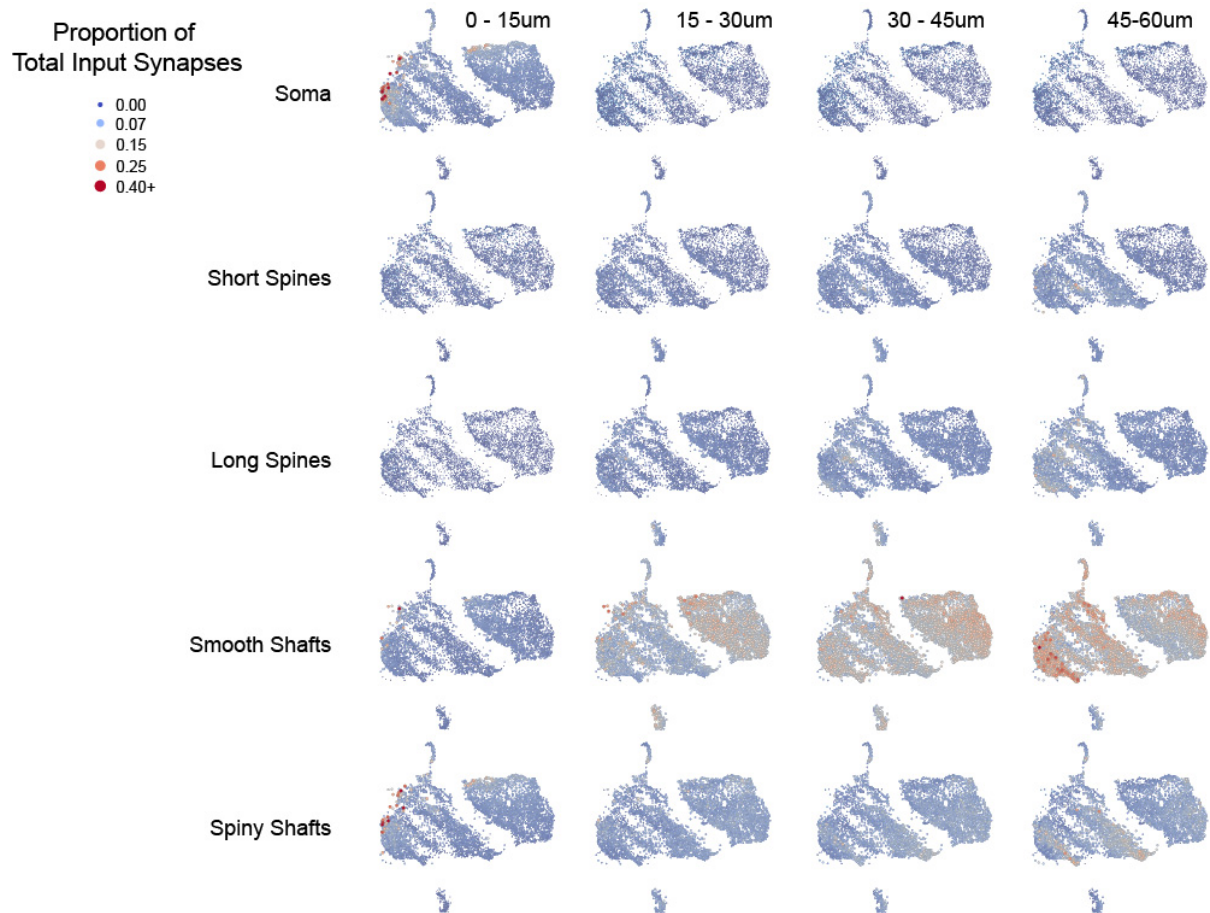 Proportion of
Total Input Synapses
0.00
0.07
0.15
0.25
0.40+
0 - 15um
15 - 30um
30 - 45um
45-60um
Soma
Short Spines
Long Spines
Smooth Shafts
Spiny Shafts